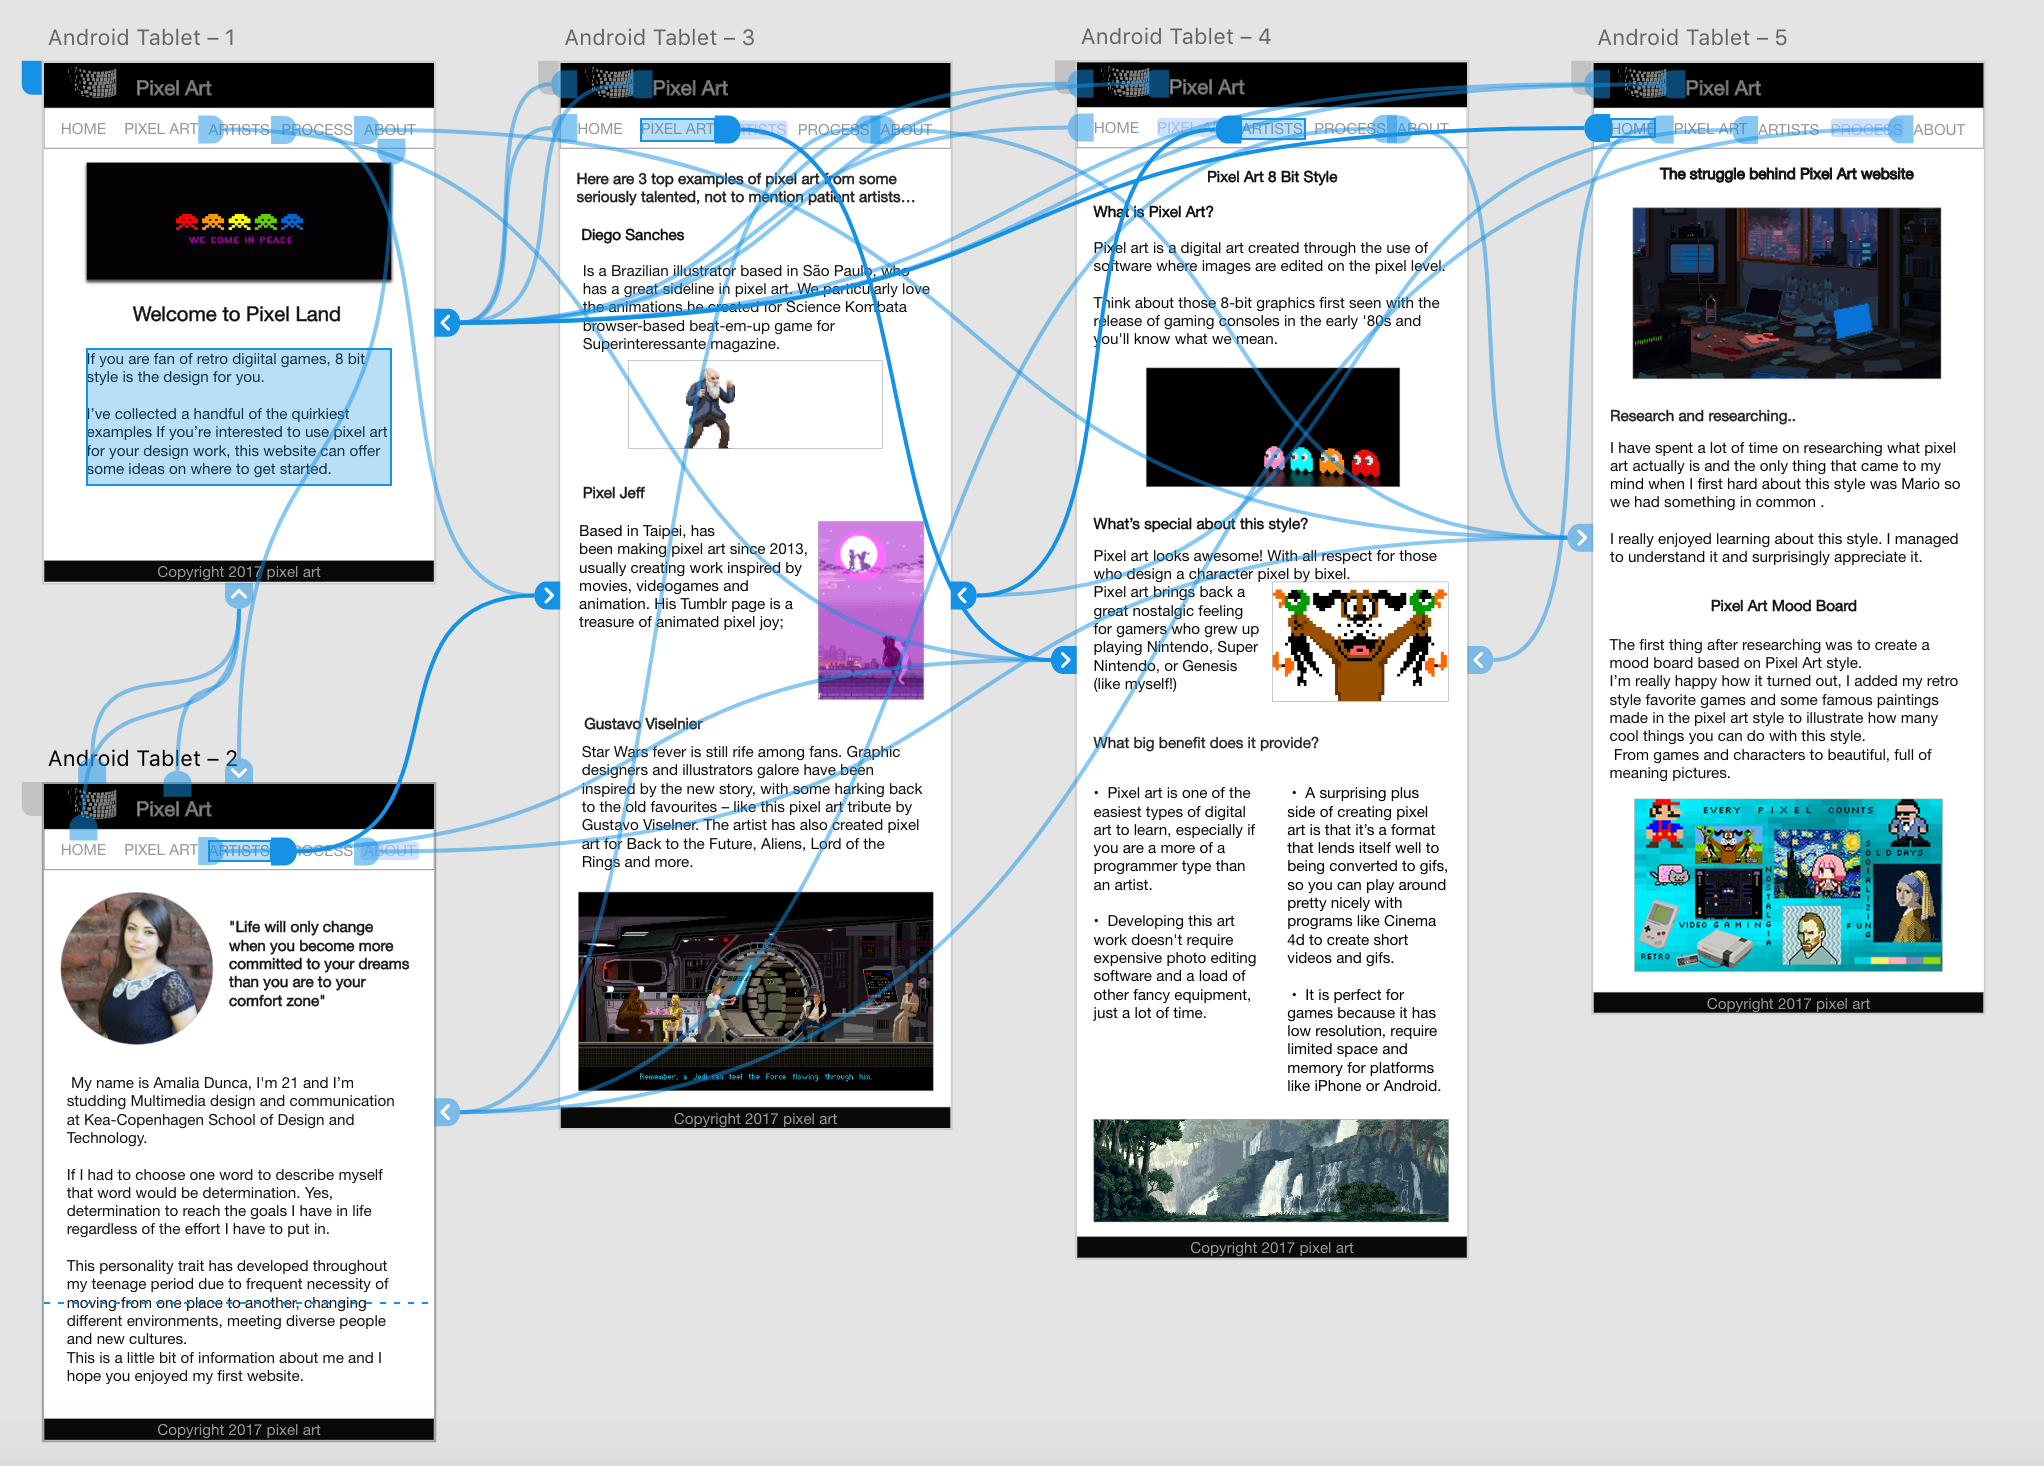 Android Tablet – 1
Pixel Art
HOME PIXEL ART ARTISTS PROCESS ABOUT
WE COME IN PEACE
Welcome to Pixel Land
If you are fan of retro digiital games, 8 bit
style is the design for you.
I've collected a handful of the quirkiest
examples If you're interested to use pixel art
for your design work, this website can offer
some ideas on where to get started.
Copyright 2017 pixel art
Android Tablet – 2
Pixel Art
HOME PIXEL ART ARTISTS PROCESS ABOUT
"Life will only change
when you become more
committed to your dreams
than you are to your
comfort zone"
My name is Amalia Dunca, I'm 21 and I'm
studding Multimedia design and communication
at Kea-Copenhagen School of Design and
Technology.
If I had to choose one word to describe myself
that word would be determination. Yes,
determination to reach the goals I have in life
regardless of the effort I have to put in.
This personality trait has developed throughout
my teenage period due to frequent necessity of
moving from one place to another, changing
different environments, meeting diverse people
and new cultures.
This is a little bit of information about me and I
hope you enjoyed my first website.
Copyright 2017 pixel art
Android Tablet – 3
Pixel Art
HOME PIXEL ART ARTISTS PROCESS ABOUT
Here are 3 top examples of pixel art from some
seriously talented, not to mention patient artists...
Diego Sanches
Is a Brazilian illustrator based in São Paulo, who
has a great sideline in pixel art. We particularly love
the animations he created for Science Kombata
browser-based beat-em-up game for
Superinteressante magazine.
Pixel Jeff
Based in Taipei, has
been making pixel art since 2013,
usually creating work inspired by
movies, videogames and
animation. His Tumblr page is a
treasure of animated pixel joy;
Gustavo Viselnier
Star Wars fever is still rife among fans. Graphic
designers and illustrators galore have been
inspired by the new story, with some harking back
to the old favourites – like this pixel art tribute by
Gustavo Viselner. The artist has also created pixel
art for Back to the Future, Aliens, Lord of the
Rings and more.
Remember, a Jedi can feel the Force flowing through him.
Copyright 2017 pixel art
Android Tablet – 4
Pixel Art
HOME PIXEL ART ARTISTS PROCESS ABOUT
Pixel Art 8 Bit Style
What is Pixel Art?
Pixel art is a digital art created through the use of
software where images are edited on the pixel level.
Think about those 8-bit graphics first seen with the
release of gaming consoles in the early '80s and
you'll know what we mean.
What's special about this style?
Pixel art looks awesome! With all respect for those
who design a character pixel by bixel.
Pixel art brings back a
great nostalgic feeling
for gamers who grew up
playing Nintendo, Super
Nintendo, or Genesis
(like myself!)
What big benefit does it provide?
• Pixel art is one of the
easiest types of digital
art to learn, especially if
you are a more of a
programmer type than
an artist.
• Developing this art
work doesn't require
expensive photo editing
software and a load of
other fancy equipment,
just a lot of time.
• A surprising plus
side of creating pixel
art is that it's a format
that lends itself well to
being converted to gifs,
so you can play around
pretty nicely with
programs like Cinema
4d to create short
videos and gifs.
• It is perfect for
games because it has
low resolution, require
limited space and
memory for platforms
like iPhone or Android.
Copyright 2017 pixel art
Android Tablet – 5
Pixel Art
HOME PIXEL ART ARTISTS PROCESS ABOUT
The struggle behind Pixel Art website
Research and researching..
I have spent a lot of time on researching what pixel
art actually is and the only thing that came to my
mind when I first hard about this style was Mario so
we had something in common .
I really enjoyed learning about this style. I managed
to understand it and surprisingly appreciate it.
Pixel Art Mood Board
The first thing after researching was to create a
mood board based on Pixel Art style.
I'm really happy how it turned out, I added my retro
style favorite games and some famous paintings
made in the pixel art style to illustrate how many
cool things you can do with this style.
From games and characters to beautiful, full of
meaning pictures.
EVERY PIXEL COUNTS
OLD DAYS
SOCIALIZING
NOSTALGIA
VIDEO GAMING
FUN
RETRO
Copyright 2017 pixel art